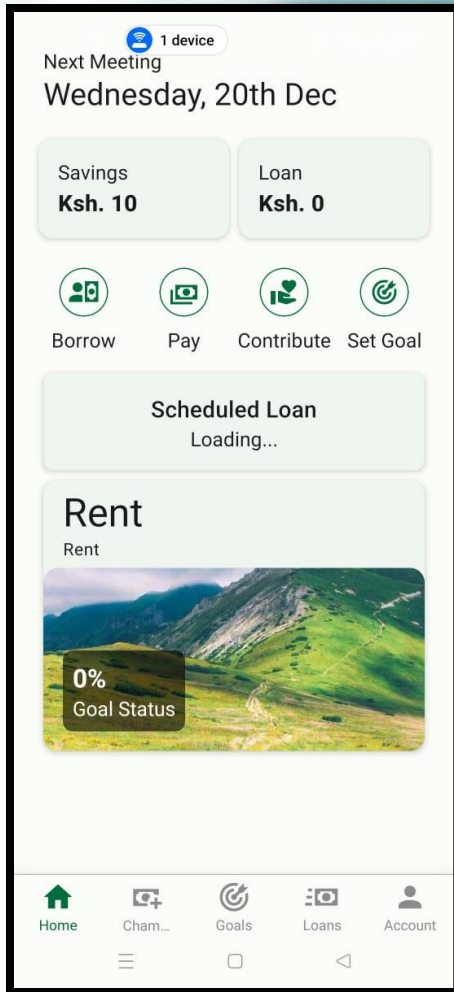 1 device
Next Meeting
Wednesday, 20th Dec
Savings
Ksh. 10
Loan
Ksh. 0
Borrow
Pay
Contribute
Set Goal
Scheduled Loan
Loading...
Rent
Rent
0%
Goal Status
Home
Cham...
Goals
Loans
Account